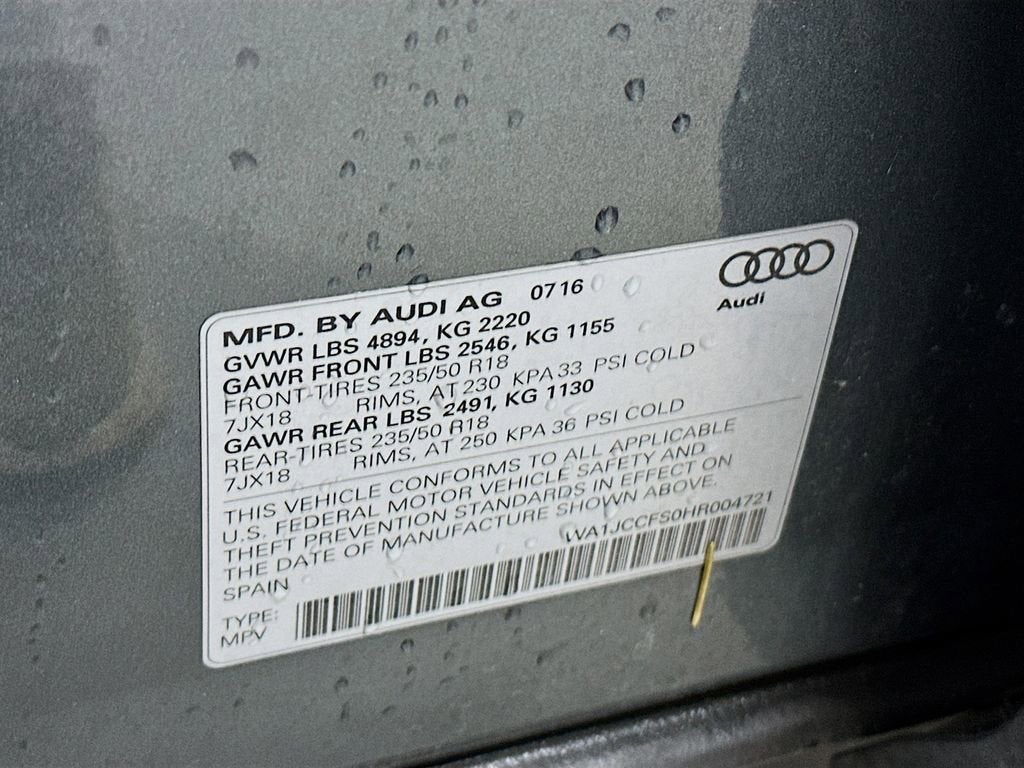 MFD. BY AUDI AG 0716
Audi
GVWR LBS 4894, KG 2220
GAWR FRONT LBS 2546, KG 1155
FRONT-TIRES 235/50 R18
7JX18 RIMS, AT 230 KPA 33 PSI COLD
GAWR REAR LBS 2491, KG 1130
REAR-TIRES 235/50 R18
7JX18 RIMS, AT 250 KPA 36 PSI COLD
THIS VEHICLE CONFORMS TO ALL APPLICABLE
U.S. FEDERAL MOTOR VEHICLE SAFETY AND
THEFT PREVENTION STANDARDS IN EFFECT ON
THE DATE OF MANUFACTURE SHOWN ABOVE.
SPAIN WA1JCCFS0HR004721
TYPE:
MPV